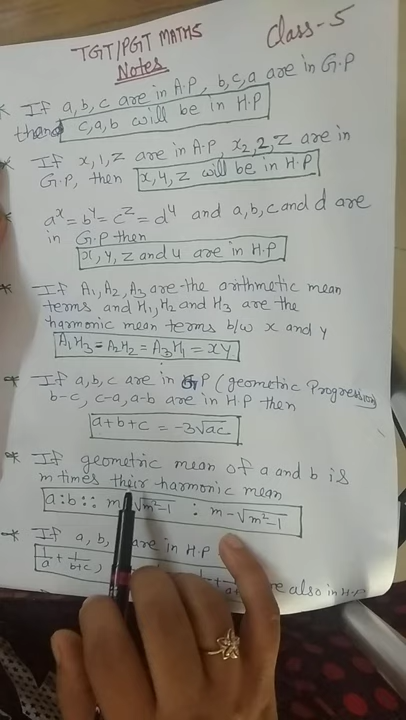 TGT/PGT MATHS
Class-5
Notes
* If a,b,c are in A.P, b,c,a are in G.P
than c,a,b will be in H.P
* If x,1,z are in A.P, x,2,z are in
G.P, then x,4,z will be in H.P
a^x = b^y = c^z = d^u and a,b,c and d are
in G.P then
x, y, z and u are in H.P
* If A1, A2, A3 are the arithmetic mean
terms and H1, H2 and H3 are the
harmonic mean terms b/w x and y
A1H3 = A2H2 = A3H1 = xy
* If a,b,c are in G.P (geometric Progression)
b-c, c-a, a-b are in H.P then
a+b+c = -3√ac
* If geometric mean of a and b is
m times their harmonic mean
a:b :: m √m²-1 : m-√m²-1
* If a, b, are in H.P
1/a + 1/b+c, are also in H.P